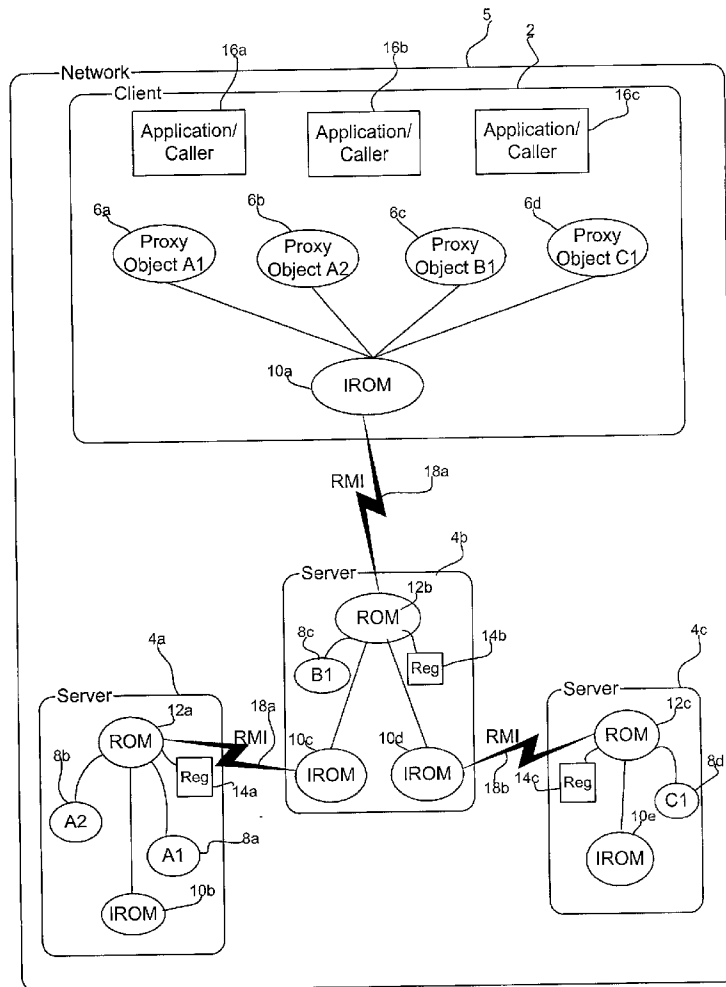 5
2
16a
16b
Network
Client
16c
Application/
Caller
Application/
Caller
Application/
Caller
6a
6b
6c
6d
Proxy
Object A1
Proxy
Object A2
Proxy
Object B1
Proxy
Object C1
10a
IROM
RMI
18a
4b
Server
12b
ROM
8c
14b
B1
Reg
4a
4c
Server
Server
12a
18a
12c
ROM
RMI
10c
10d
RMI
ROM
8b
Reg
14a
IROM
IROM
18b
14c
Reg
8d
A2
C1
8a
A1
10e
IROM
10b
IROM